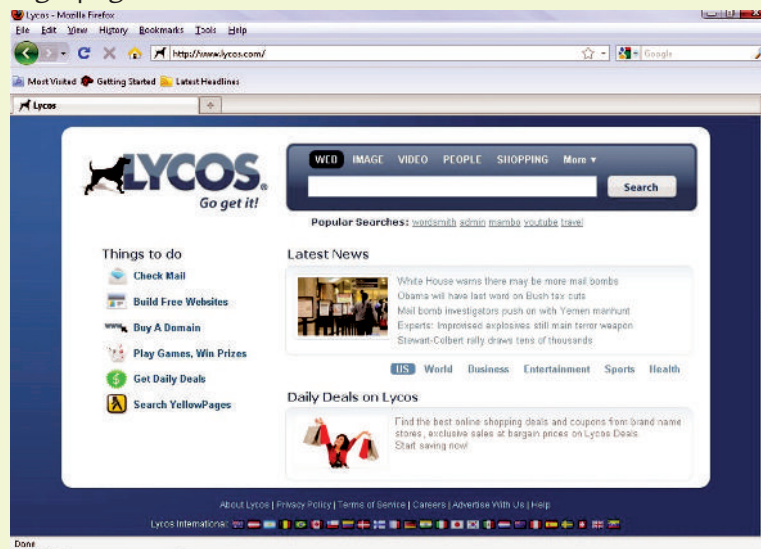 Lycos - Mozilla Firefox
File Edit View History Bookmarks Tools Help
http://www.lycos.com/
Google
Most Visited Getting Started Latest Headlines
Lycos
LYCOS®
Go get it!
WEB IMAGE VIDEO PEOPLE SHOPPING More ▾
Search
Popular Searches: wordsmith admin mambo youtube travel
Things to do
Check Mail
Build Free Websites
Buy A Domain
Play Games, Win Prizes
Get Daily Deals
Search YellowPages
Latest News
White House warns there may be more mail bombs
Obama will have last word on Bush tax cuts
Mail bomb investigators push on with Yemen manhunt
Experts: Improvised explosives still main terror weapon
Stewart-Colbert rally draws tens of thousands
US World Business Entertainment Sports Health
Daily Deals on Lycos
Find the best online shopping deals and coupons from brand name
stores, exclusive sales at bargain prices on Lycos Deals
Start saving now!
About Lycos | Privacy Policy | Terms of Service | Careers | Advertise With Us | Help
Lycos International:
Done